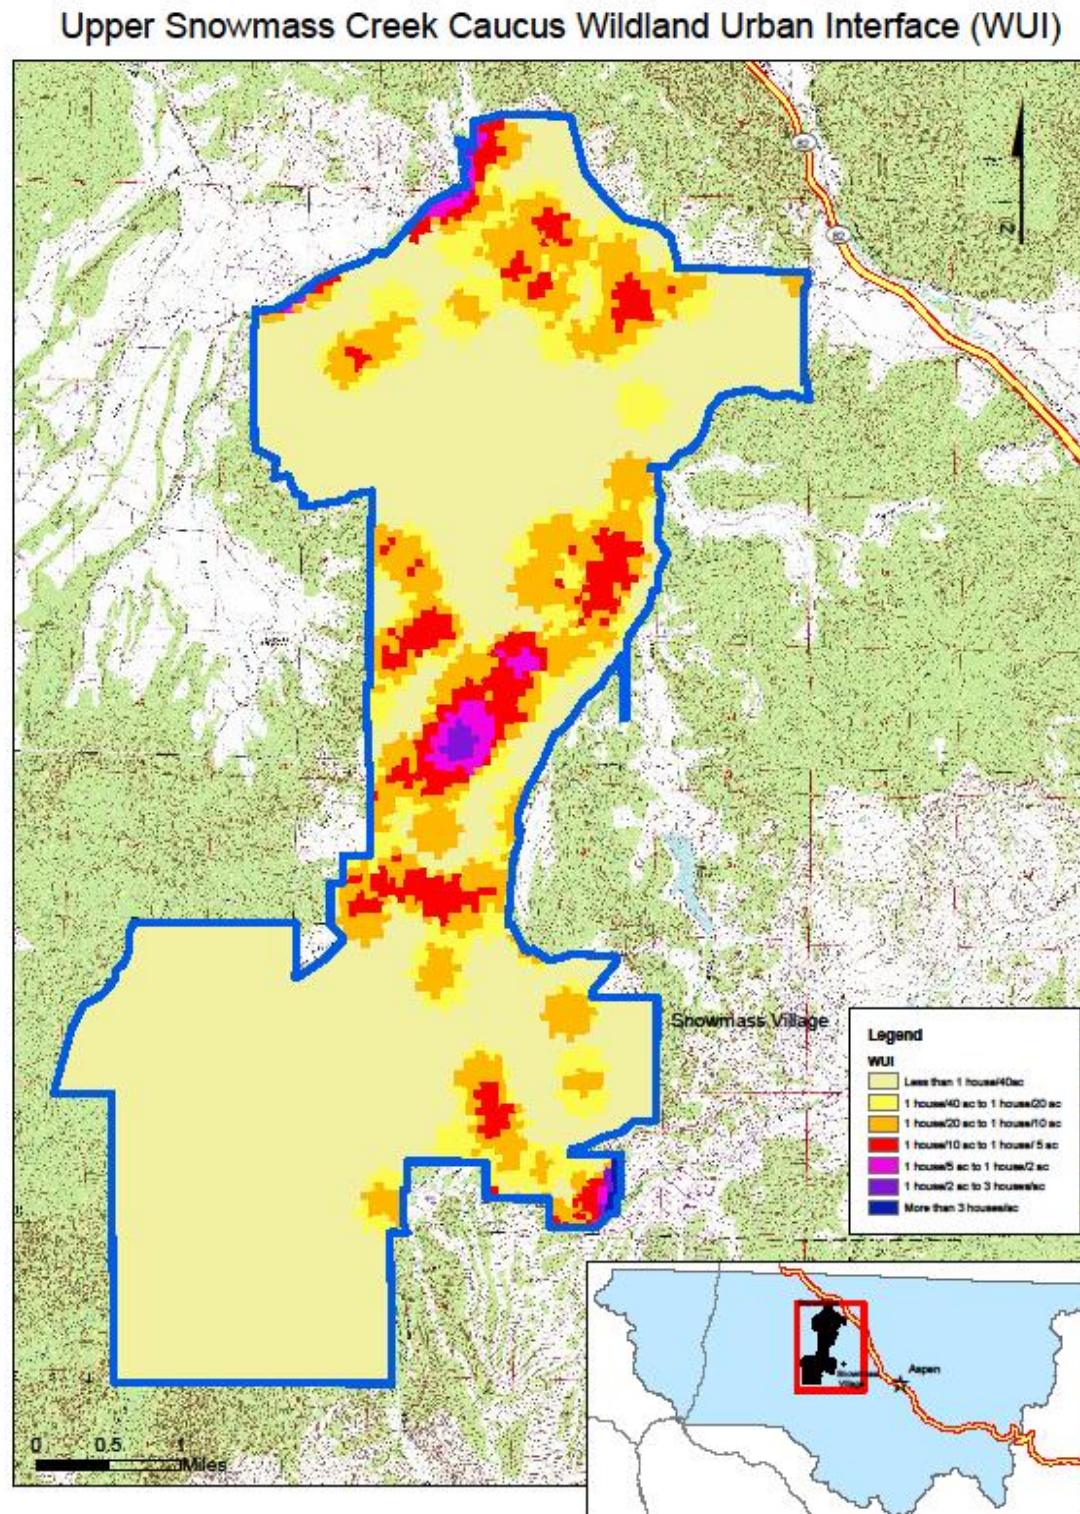 Upper Snowmass Creek Caucus Wildland Urban Interface (WUI)
82
82
N
Snowmass Village
Legend
WUI
Less than 1 house/40ac
1 house/40 ac to 1 house/20 ac
1 house/20 ac to 1 house/10 ac
1 house/10 ac to 1 house/ 5 ac
1 house/5 ac to 1 house/2 ac
1 house/2 ac to 3 houses/ac
More than 3 houses/ac
Aspen
Snowmass
Village
0 0.5 1
Miles